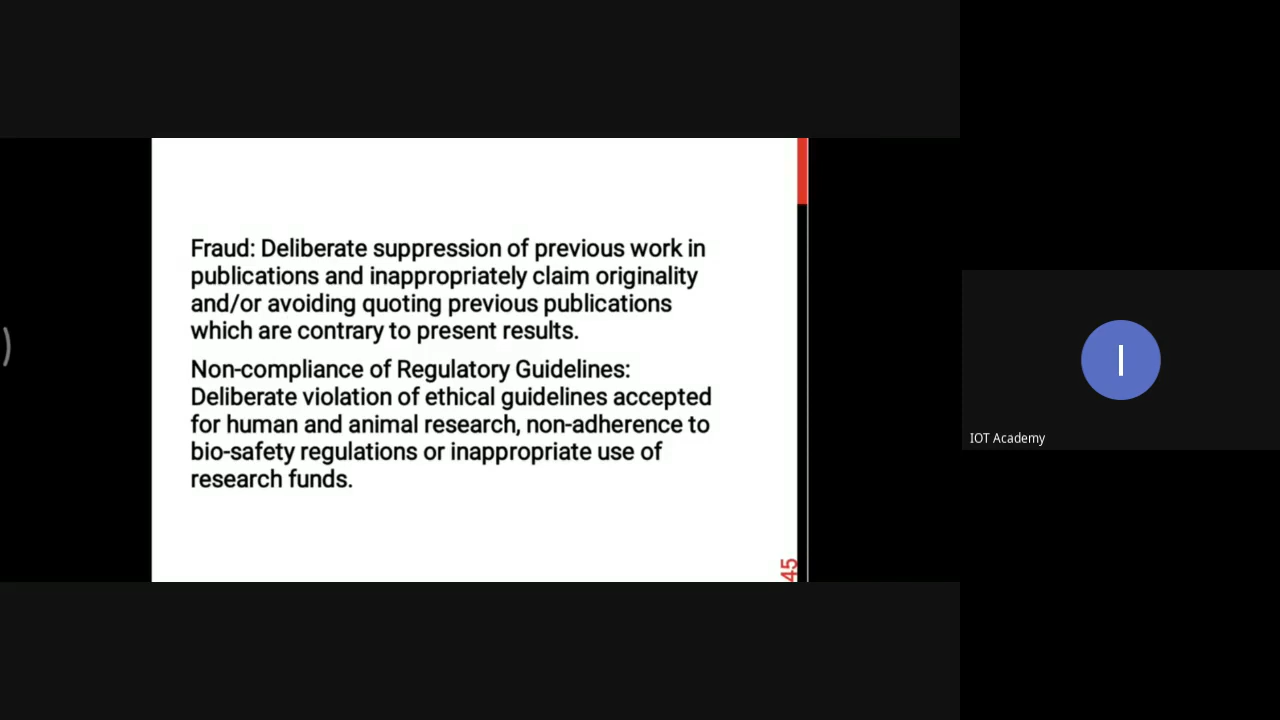 Fraud: Deliberate suppression of previous work in
publications and inappropriately claim originality
and/or avoiding quoting previous publications
which are contrary to present results.
Non-compliance of Regulatory Guidelines:
Deliberate violation of ethical guidelines accepted
for human and animal research, non-adherence to
bio-safety regulations or inappropriate use of
research funds.
45
I
IOT Academy